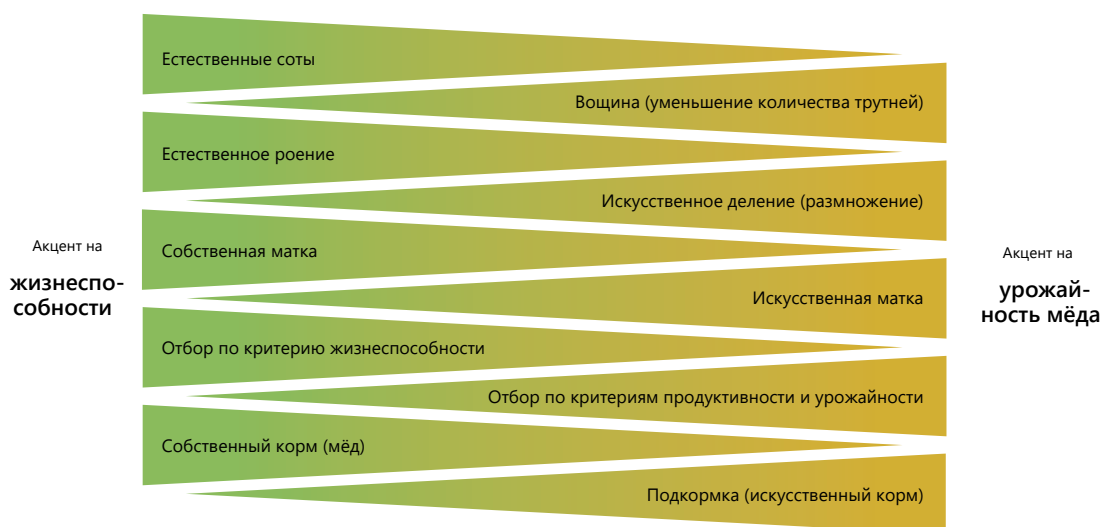 Естественные соты
Вощина (уменьшение количества трутней)
Естественное роение
Искусственное деление (размножение)
Акцент на
жизнеспо-
собности
Собственная матка
Акцент на
урожай-
ность мёда
Искусственная матка
Отбор по критерию жизнеспособности
Отбор по критериям продуктивности и урожайности
Собственный корм (мёд)
Подкормка (искусственный корм)